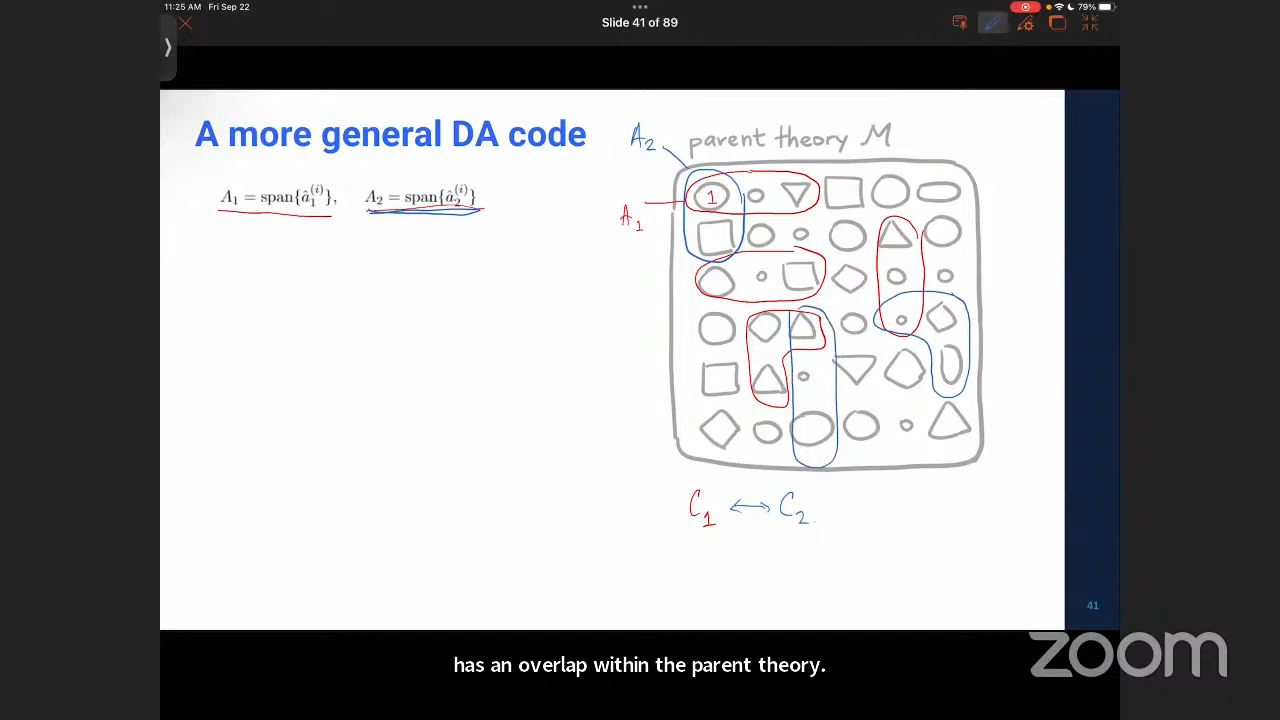 11:25 AM Fri Sep 22
79%
Slide 41 of 89
A more general DA code
A₁ = span{â₁⁽ⁱ⁾}, A₂ = span{â₂⁽ⁱ⁾}
A₂
parent theory M
A₁
1
C₁ ↔ C₂
41
has an overlap within the parent theory.
zoom